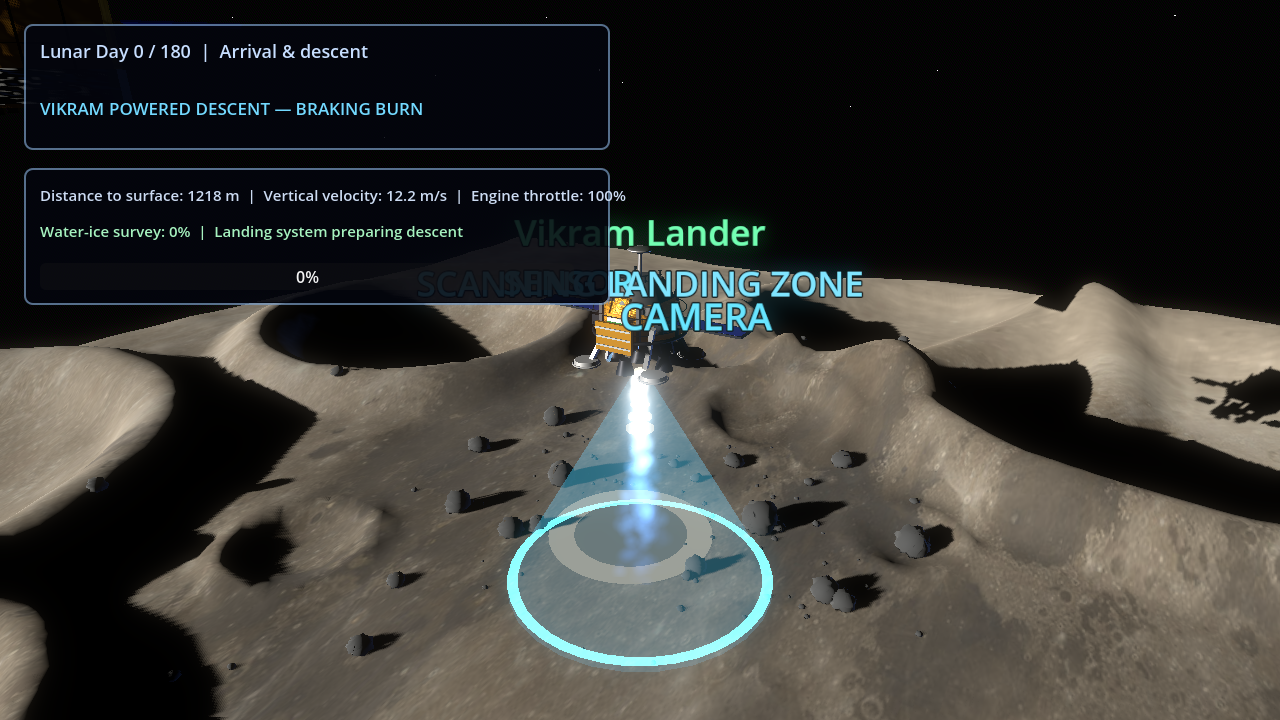 Lunar Day 0 / 180 | Arrival & descent
VIKRAM POWERED DESCENT — BRAKING BURN
Distance to surface: 1218 m | Vertical velocity: 12.2 m/s | Engine throttle: 100%
Water-ice survey: 0% | Landing system preparing descent
0%
Vikram Lander
LANDING ZONE
CAMERA